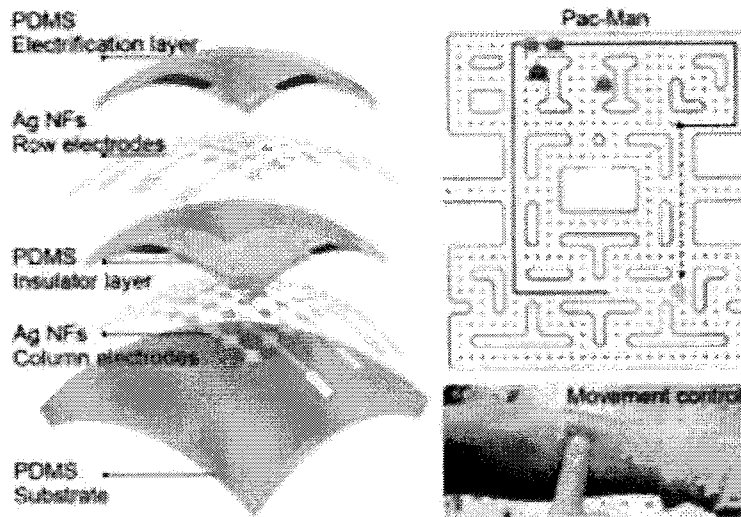 PDMS
Electrification layer
Ag NFs
Row electrodes
PDMS
Insulator layer
Ag NFs
Column electrodes
PDMS
Substrate
Pac-Man
Movement control